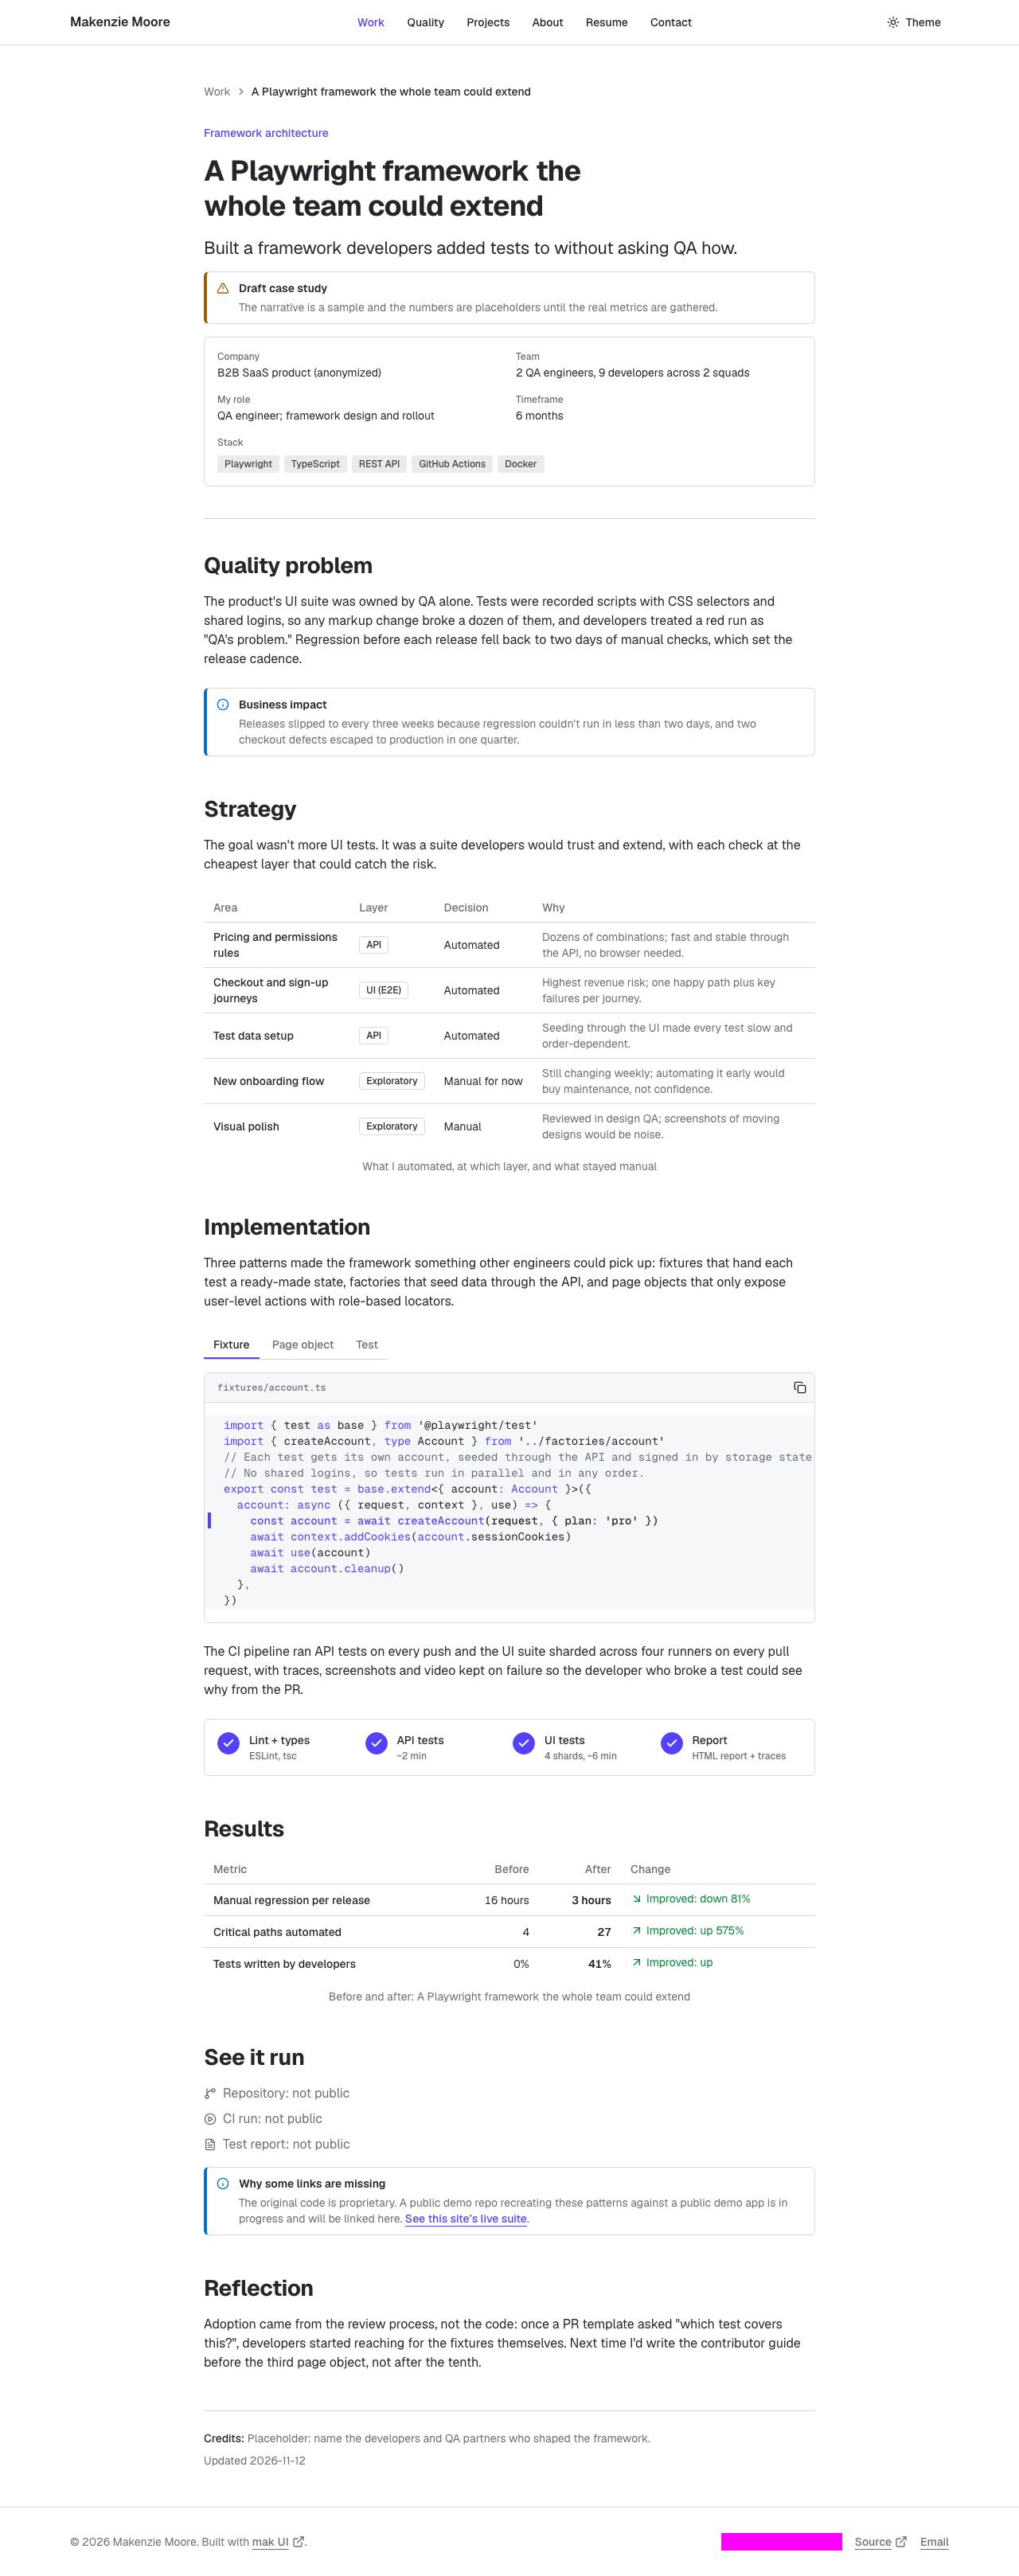 Makenzie Moore
Work Quality Projects About Resume Contact
Theme
Work > A Playwright framework the whole team could extend
Framework architecture
A Playwright framework the
whole team could extend
Built a framework developers added tests to without asking QA how.
Draft case study
The narrative is a sample and the numbers are placeholders until the real metrics are gathered.
Company
B2B SaaS product (anonymized)
Team
2 QA engineers, 9 developers across 2 squads
My role
QA engineer; framework design and rollout
Timeframe
6 months
Stack
Playwright TypeScript REST API GitHub Actions Docker
Quality problem
The product's UI suite was owned by QA alone. Tests were recorded scripts with CSS selectors and
shared logins, so any markup change broke a dozen of them, and developers treated a red run as
"QA's problem." Regression before each release fell back to two days of manual checks, which set the
release cadence.
Business impact
Releases slipped to every three weeks because regression couldn't run in less than two days, and two
checkout defects escaped to production in one quarter.
Strategy
The goal wasn't more UI tests. It was a suite developers would trust and extend, with each check at the
cheapest layer that could catch the risk.
Area Layer Decision Why
Pricing and permissions
rules
API
Automated
Dozens of combinations; fast and stable through
the API, no browser needed.
Checkout and sign-up
journeys
UI (E2E)
Automated
Highest revenue risk; one happy path plus key
failures per journey.
Test data setup
API
Automated
Seeding through the UI made every test slow and
order-dependent.
New onboarding flow
Exploratory
Manual for now
Still changing weekly; automating it early would
buy maintenance, not confidence.
Visual polish
Exploratory
Manual
Reviewed in design QA; screenshots of moving
designs would be noise.
What I automated, at which layer, and what stayed manual
Implementation
Three patterns made the framework something other engineers could pick up: fixtures that hand each
test a ready-made state, factories that seed data through the API, and page objects that only expose
user-level actions with role-based locators.
Fixture Page object Test
fixtures/account.ts
import { test as base } from '@playwright/test'
import { createAccount, type Account } from '../factories/account'
// Each test gets its own account, seeded through the API and signed in by storage state
// No shared logins, so tests run in parallel and in any order.
export const test = base.extend<{ account: Account }>({
  account: async ({ request, context }, use) => {
    const account = await createAccount(request, { plan: 'pro' })
    await context.addCookies(account.sessionCookies)
    await use(account)
    await account.cleanup()
  },
})
The CI pipeline ran API tests on every push and the UI suite sharded across four runners on every pull
request, with traces, screenshots and video kept on failure so the developer who broke a test could see
why from the PR.
Lint + types
ESLint, tsc
API tests
~2 min
UI tests
4 shards, ~6 min
Report
HTML report + traces
Results
Metric Before After Change
Manual regression per release 16 hours 3 hours Improved: down 81%
Critical paths automated 4 27 Improved: up 575%
Tests written by developers 0% 41% Improved: up
Before and after: A Playwright framework the whole team could extend
See it run
Repository: not public
CI run: not public
Test report: not public
Why some links are missing
The original code is proprietary. A public demo repo recreating these patterns against a public demo app is in
progress and will be linked here. See this site's live suite.
Reflection
Adoption came from the review process, not the code: once a PR template asked "which test covers
this?", developers started reaching for the fixtures themselves. Next time I'd write the contributor guide
before the third page object, not after the tenth.
Credits: Placeholder: name the developers and QA partners who shaped the framework.
Updated 2026-11-12
© 2026 Makenzie Moore. Built with mak UI.
Source Email